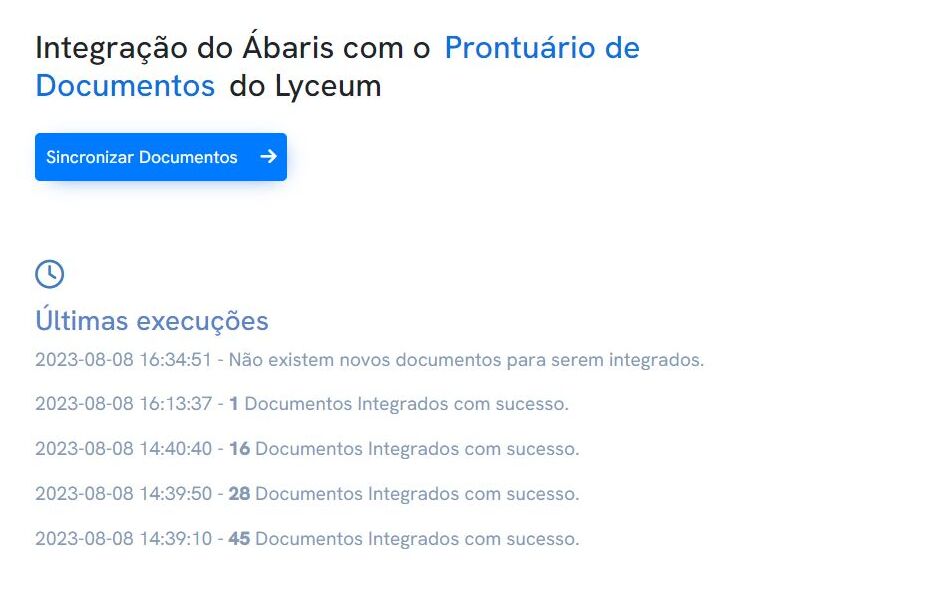 Integração do Ábaris com o Prontuário de
Documentos do Lyceum
Sincronizar Documentos
Últimas execuções
2023-08-08 16:34:51 - Não existem novos documentos para serem integrados.
2023-08-08 16:13:37 - 1 Documentos Integrados com sucesso.
2023-08-08 14:40:40 - 16 Documentos Integrados com sucesso.
2023-08-08 14:39:50 - 28 Documentos Integrados com sucesso.
2023-08-08 14:39:10 - 45 Documentos Integrados com sucesso.